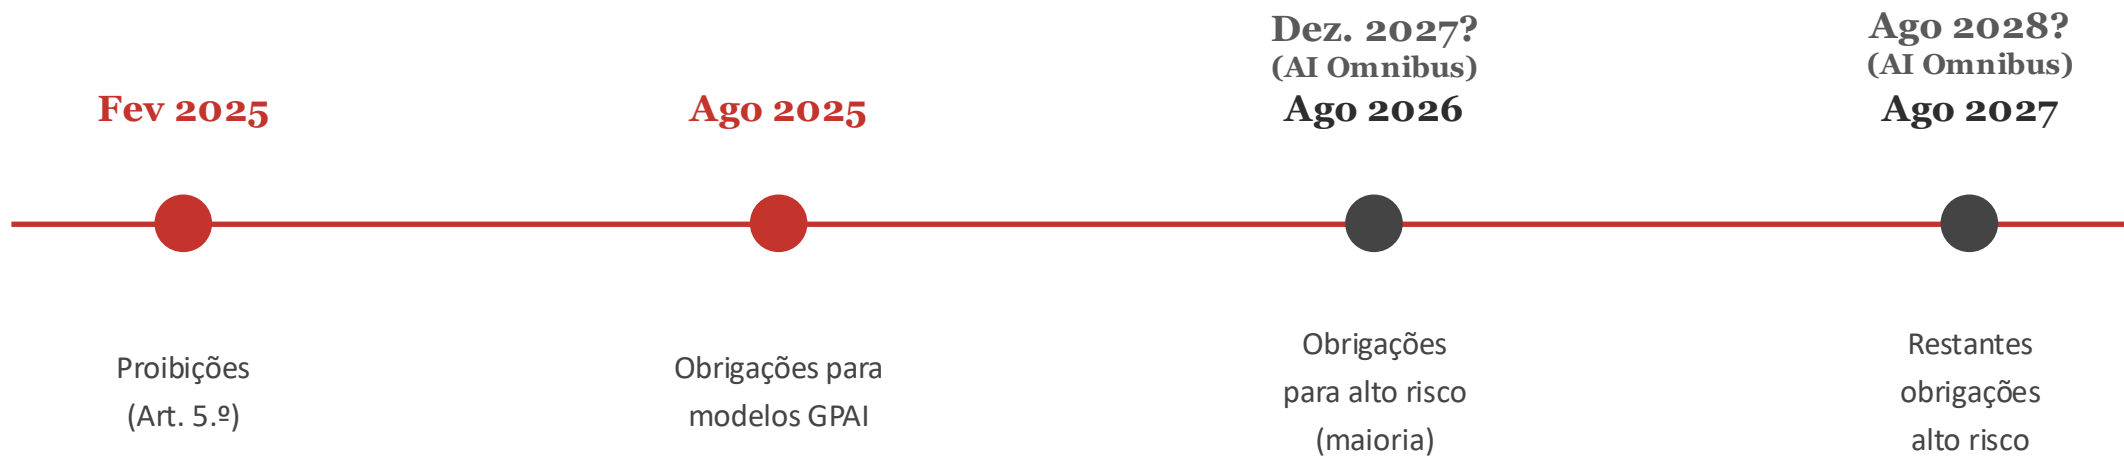 Fev 2025
Ago 2025
Dez. 2027?
(AI Omnibus)
Ago 2026
Ago 2028?
(AI Omnibus)
Ago 2027
Proibições
(Art. 5.º)
Obrigações para
modelos GPAI
Obrigações
para alto risco
(maioria)
Restantes
obrigações
alto risco